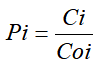 Pi = Ci / Coi